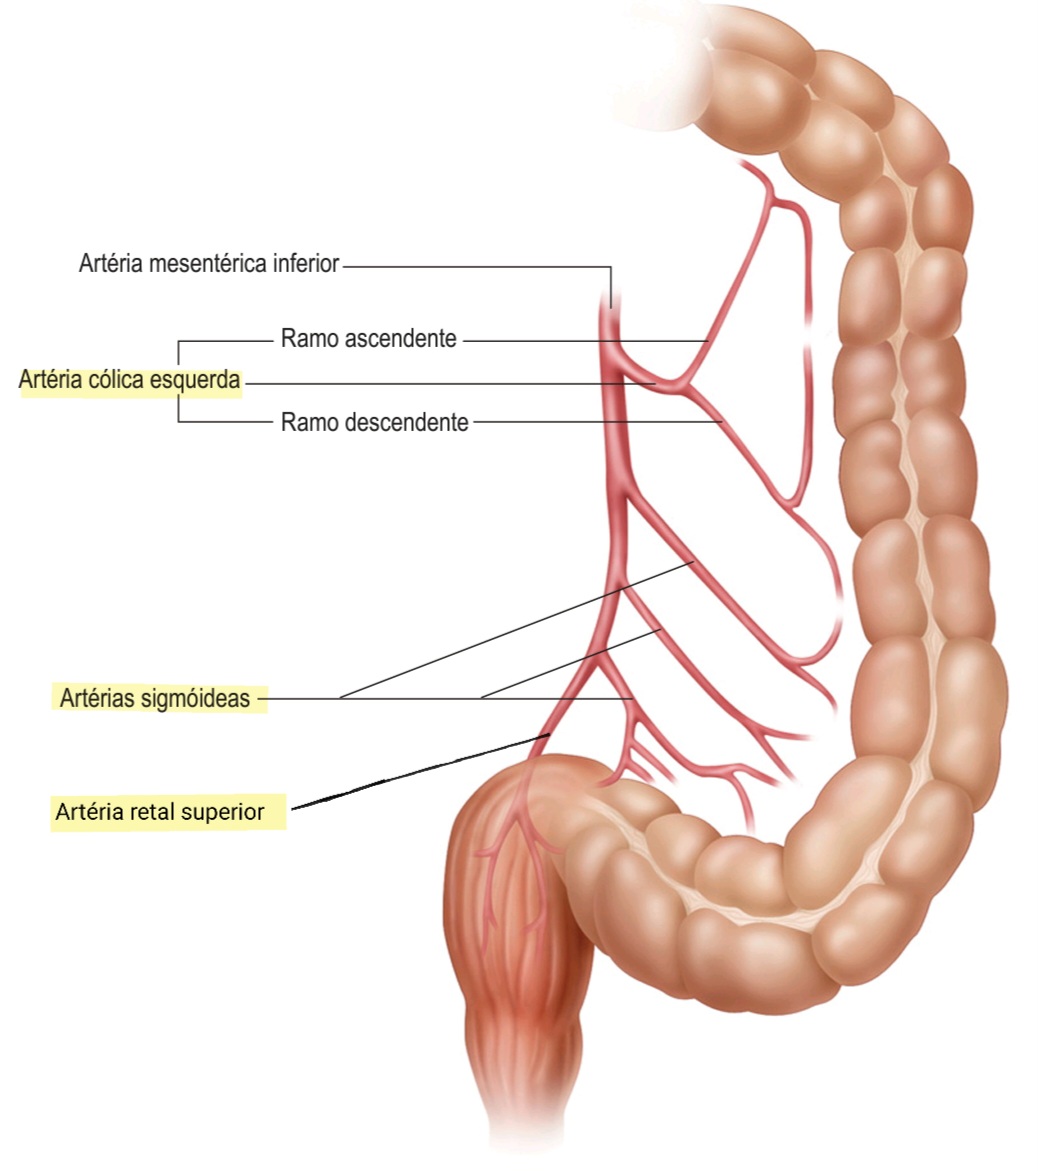 Artéria mesentérica inferior
Ramo ascendente
Artéria cólica esquerda
Ramo descendente
Artérias sigmóideas
Artéria retal superior